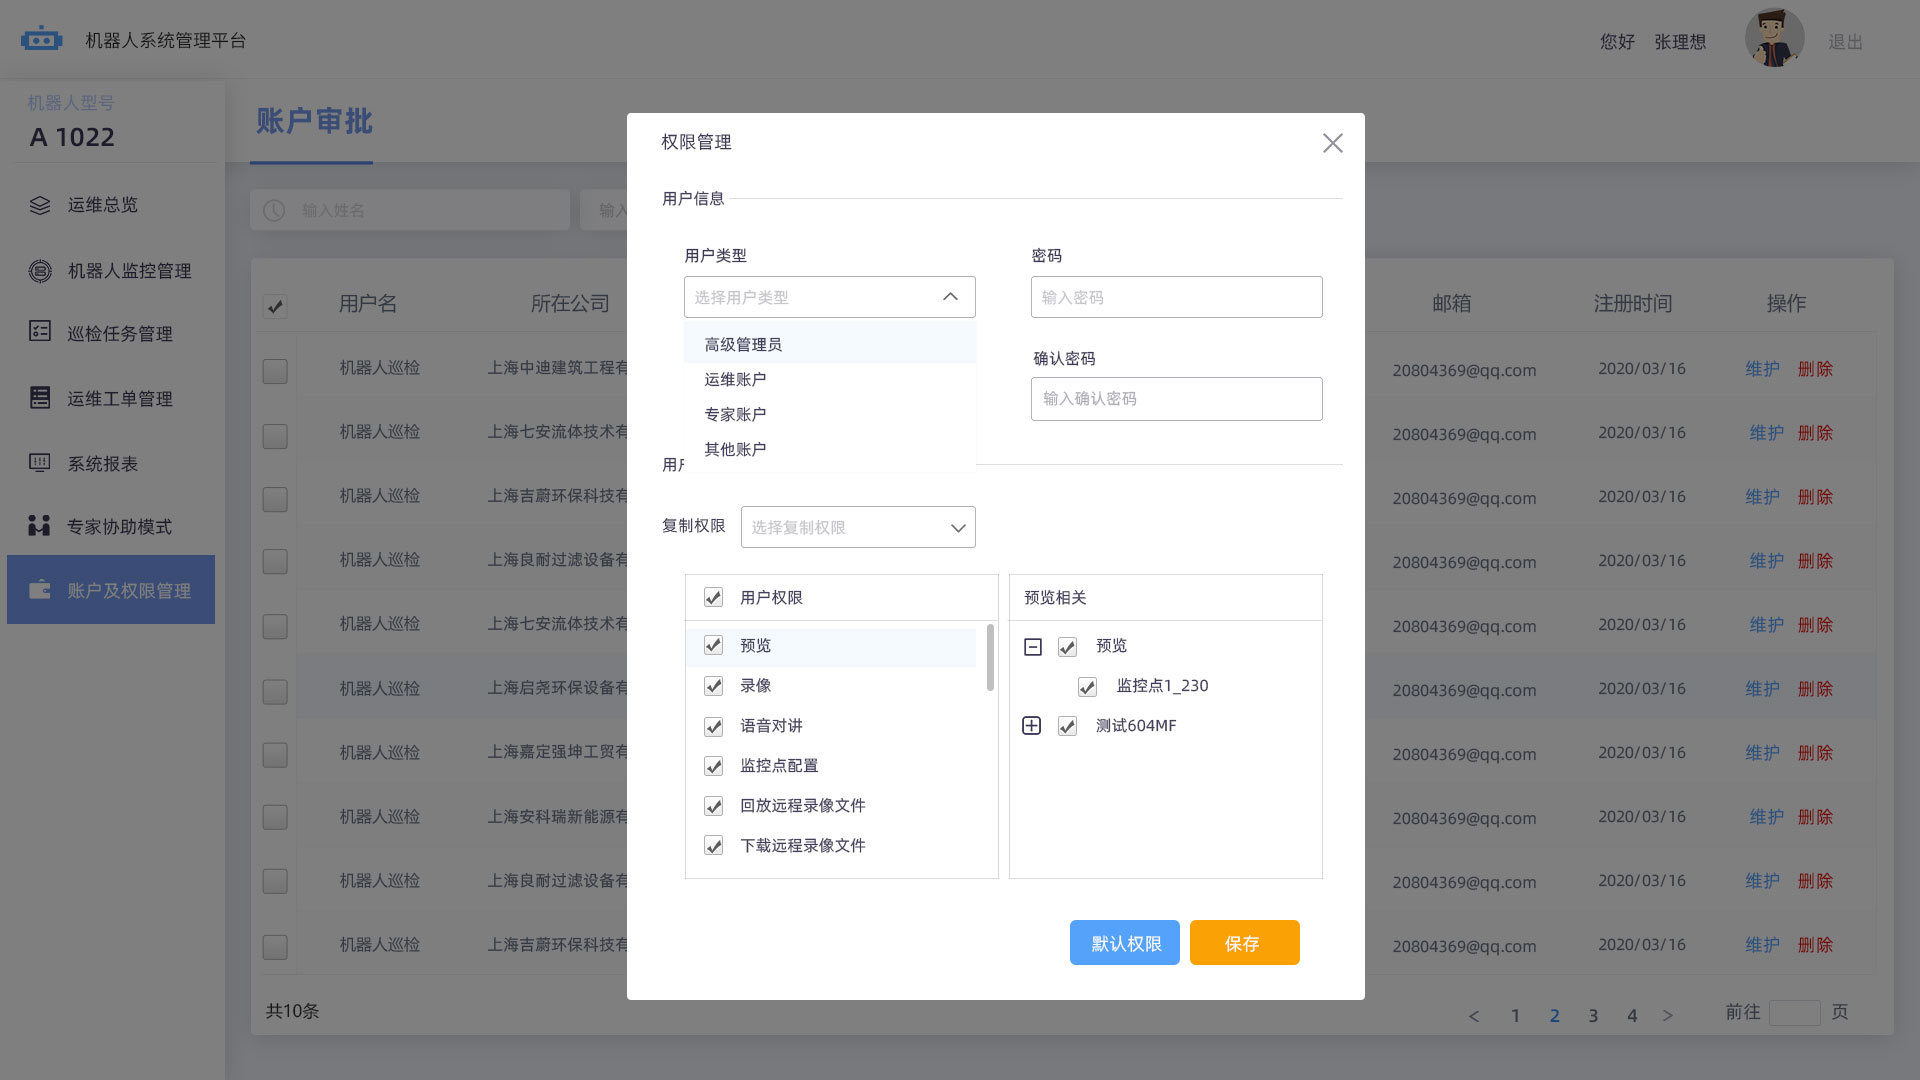 机器人系统管理平台
您好 张理想
退出
机器人型号
A 1022
运维总览
机器人监控管理
巡检任务管理
运维工单管理
系统报表
专家协助模式
账户及权限管理
账户审批
输入姓名
输入
用户名 所在公司 邮箱 注册时间 操作
机器人巡检 上海中迪建筑工程有 20804369@qq.com 2020/03/16 维护 删除
机器人巡检 上海七安流体技术有 20804369@qq.com 2020/03/16 维护 删除
机器人巡检 上海吉蔚环保科技有 20804369@qq.com 2020/03/16 维护 删除
机器人巡检 上海良耐过滤设备有 20804369@qq.com 2020/03/16 维护 删除
机器人巡检 上海七安流体技术有 20804369@qq.com 2020/03/16 维护 删除
机器人巡检 上海启尧环保设备有 20804369@qq.com 2020/03/16 维护 删除
机器人巡检 上海嘉定强坤工贸有 20804369@qq.com 2020/03/16 维护 删除
机器人巡检 上海安科瑞新能源有 20804369@qq.com 2020/03/16 维护 删除
机器人巡检 上海良耐过滤设备有 20804369@qq.com 2020/03/16 维护 删除
机器人巡检 上海吉蔚环保科技有 20804369@qq.com 2020/03/16 维护 删除
共10条
< 1 2 3 4 >
前往 页
权限管理
用户信息
用户类型
选择用户类型
高级管理员
运维账户
专家账户
其他账户
密码
输入密码
确认密码
输入确认密码
用
复制权限
选择复制权限
用户权限
预览
录像
语音对讲
监控点配置
回放远程录像文件
下载远程录像文件
预览相关
预览
监控点1_230
测试604MF
默认权限
保存